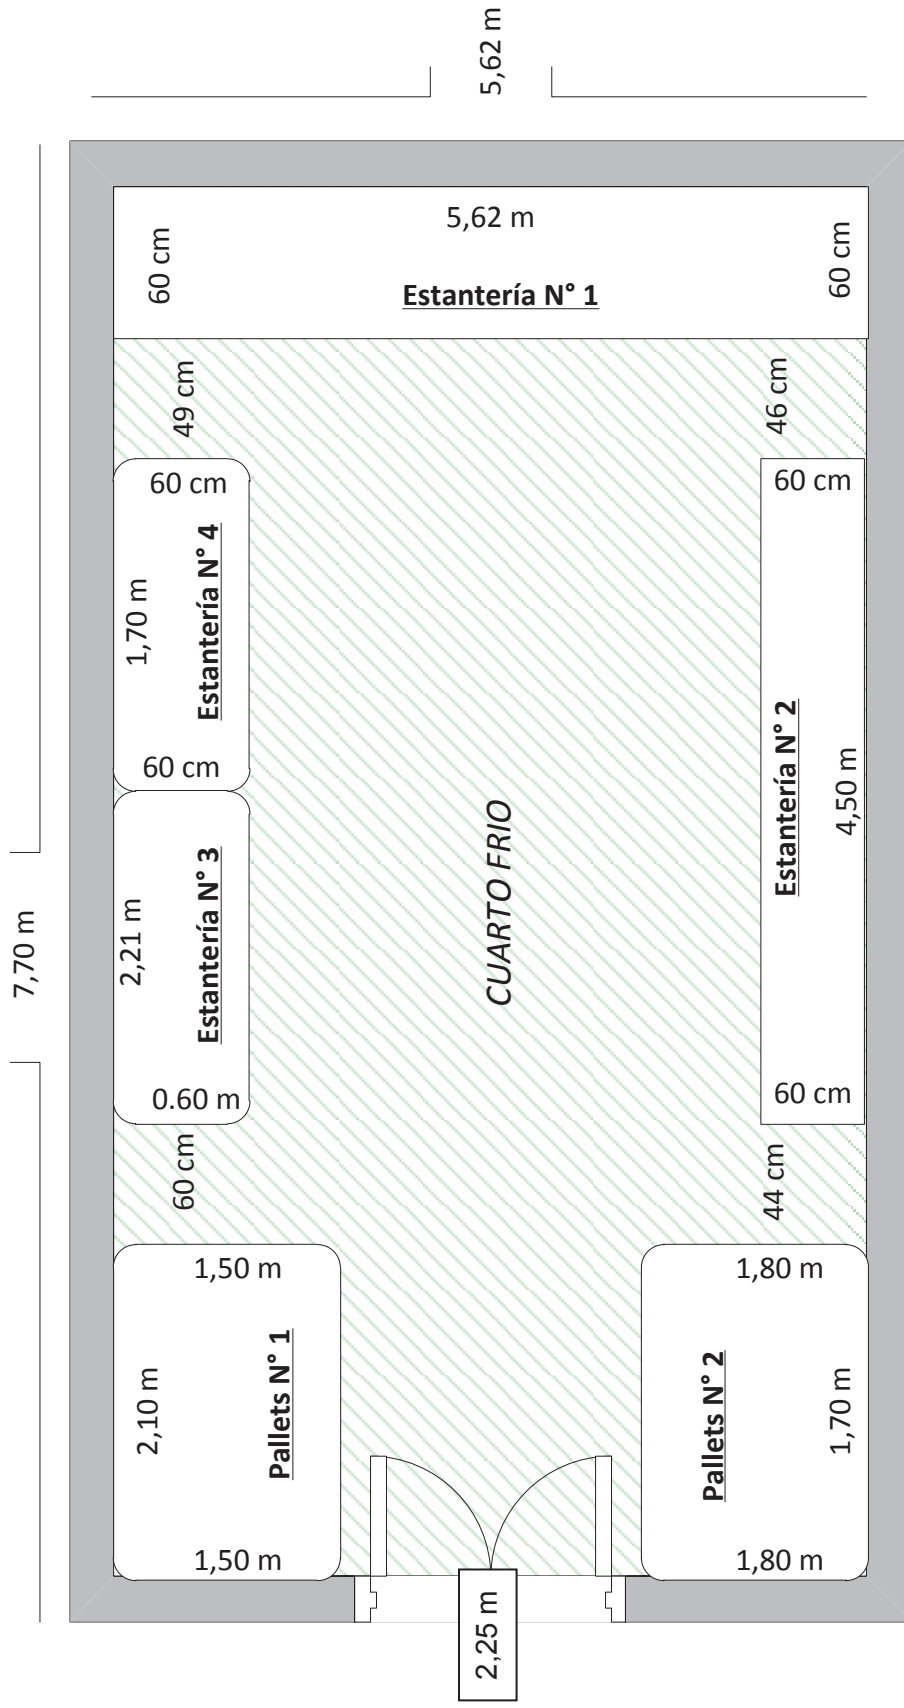 5,62 m
7,70 m
5,62 m
60 cm
60 cm
Estantería N° 1
49 cm
46 cm
60 cm
60 cm
1,70 m
Estantería N° 4
60 cm
2,21 m
Estantería N° 3
0.60 m
CUARTO FRIO
Estantería N° 2
4,50 m
60 cm
60 cm
44 cm
1,50 m
1,80 m
2,10 m
Pallets N° 1
Pallets N° 2
1,70 m
1,50 m
1,80 m
2,25 m